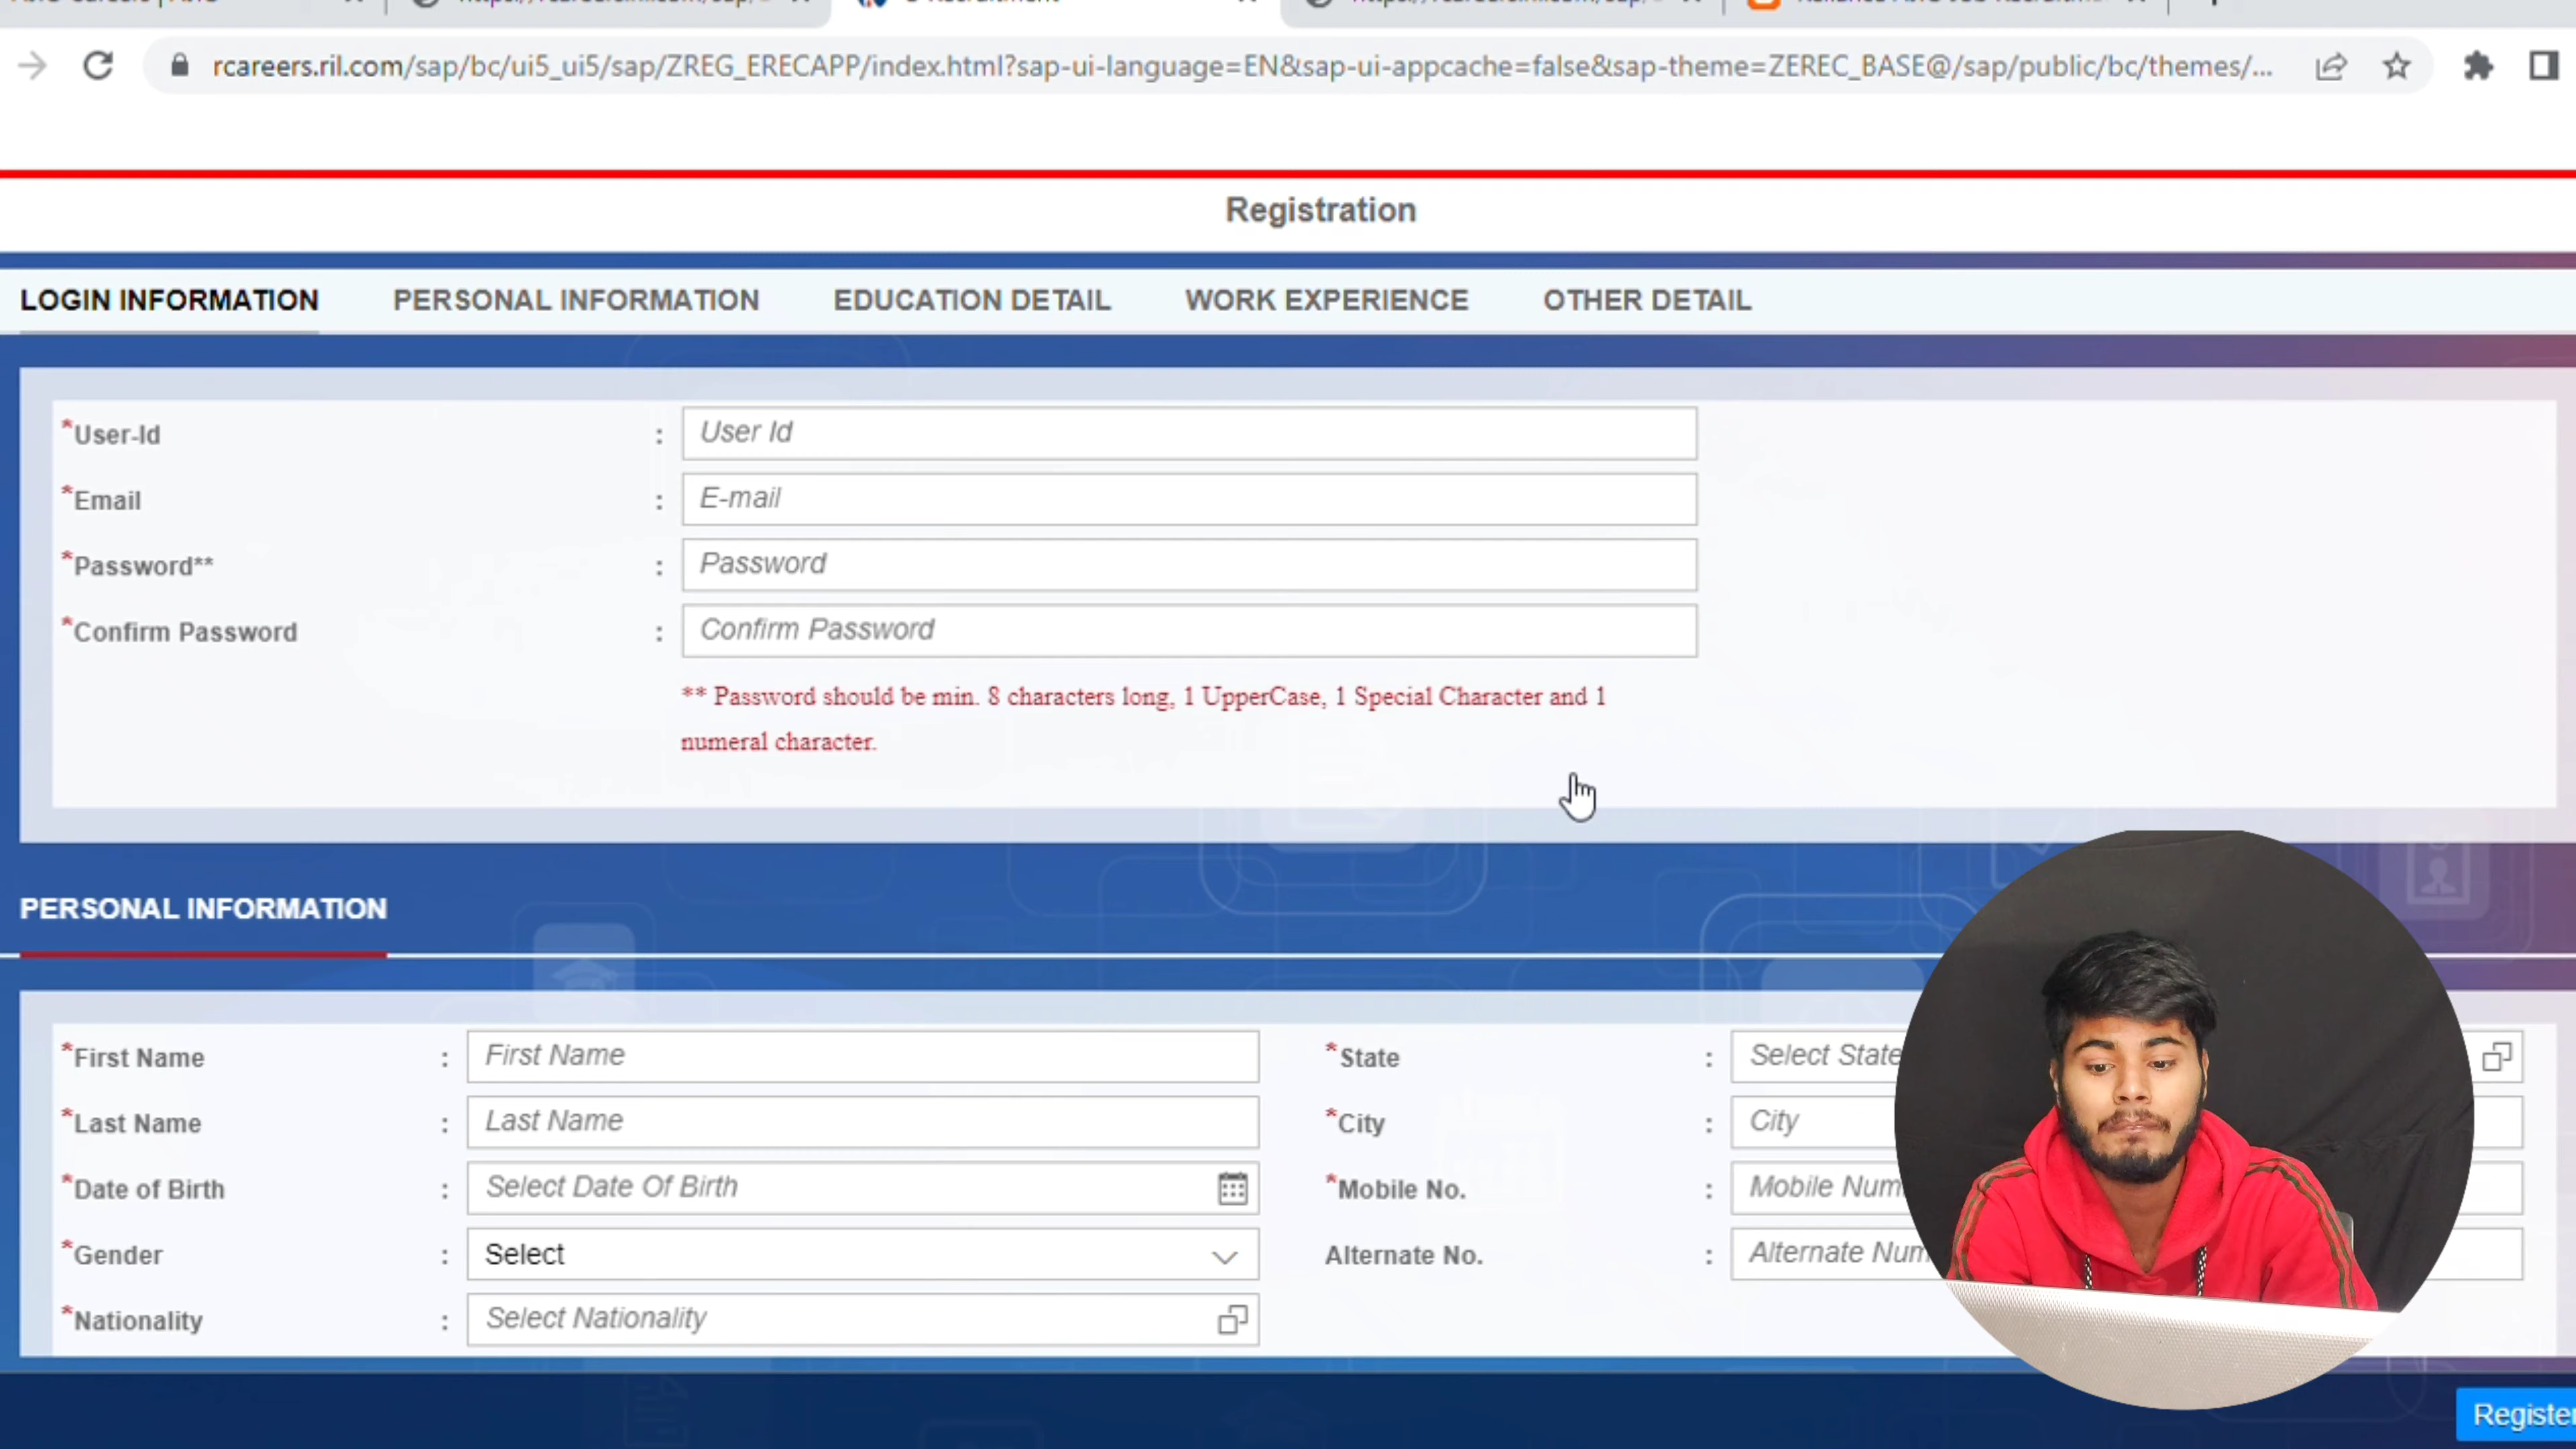 rcareers.ril.com/sap/bc/ui5_ui5/sap/ZREG_ERECAPP/index.html?sap-ui-language=EN&sap-ui-appcache=false&sap-theme=ZEREC_BASE@/sap/public/bc/themes/...
Registration
LOGIN INFORMATION PERSONAL INFORMATION EDUCATION DETAIL WORK EXPERIENCE OTHER DETAIL
*User-Id : User Id
*Email : E-mail
*Password** : Password
*Confirm Password : Confirm Password
** Password should be min. 8 characters long, 1 UpperCase, 1 Special Character and 1
numeral character.
PERSONAL INFORMATION
*First Name : First Name *State : Select State
*Last Name : Last Name *City : City
*Date of Birth : Select Date Of Birth *Mobile No. : Mobile Num
*Gender : Select Alternate No. : Alternate Num
*Nationality : Select Nationality
Register